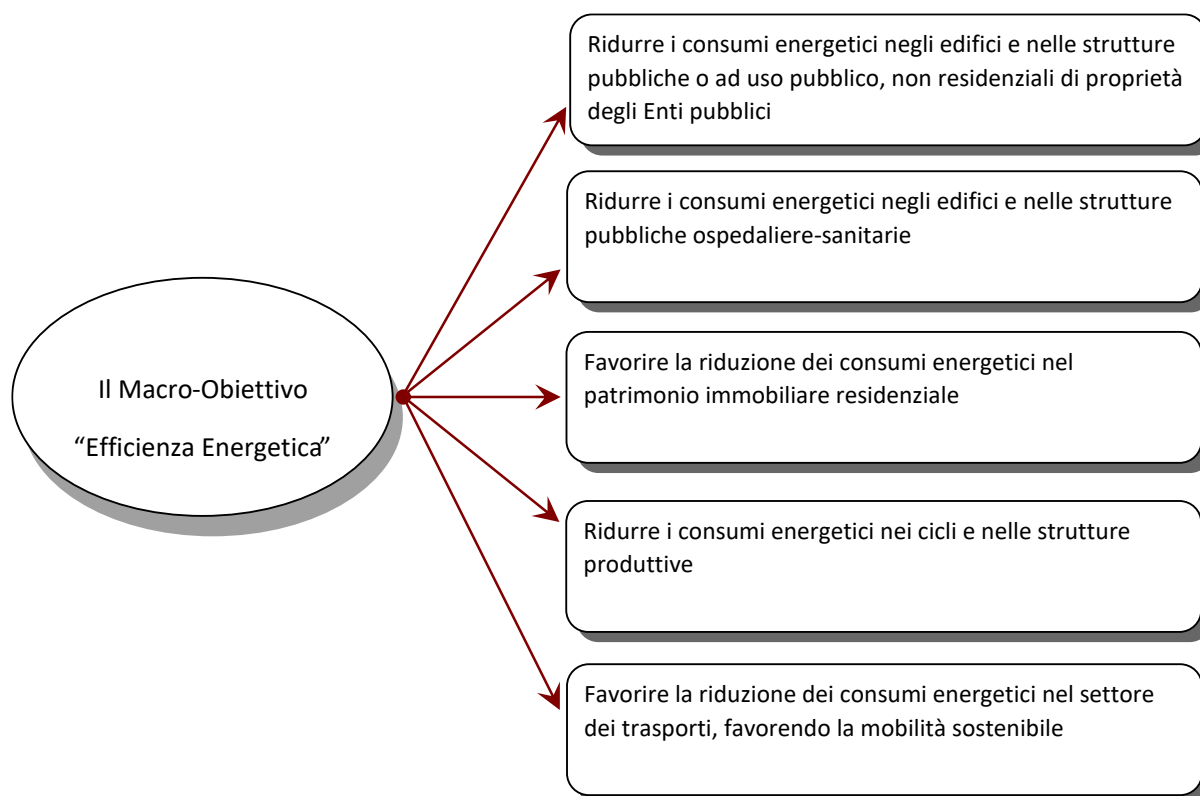 Ridurre i consumi energetici negli edifici e nelle strutture
pubbliche o ad uso pubblico, non residenziali di proprietà
degli Enti pubblici
Ridurre i consumi energetici negli edifici e nelle strutture
pubbliche ospedaliere-sanitarie
Il Macro-Obiettivo
“Efficienza Energetica”
Favorire la riduzione dei consumi energetici nel
patrimonio immobiliare residenziale
Ridurre i consumi energetici nei cicli e nelle strutture
produttive
Favorire la riduzione dei consumi energetici nel settore
dei trasporti, favorendo la mobilità sostenibile